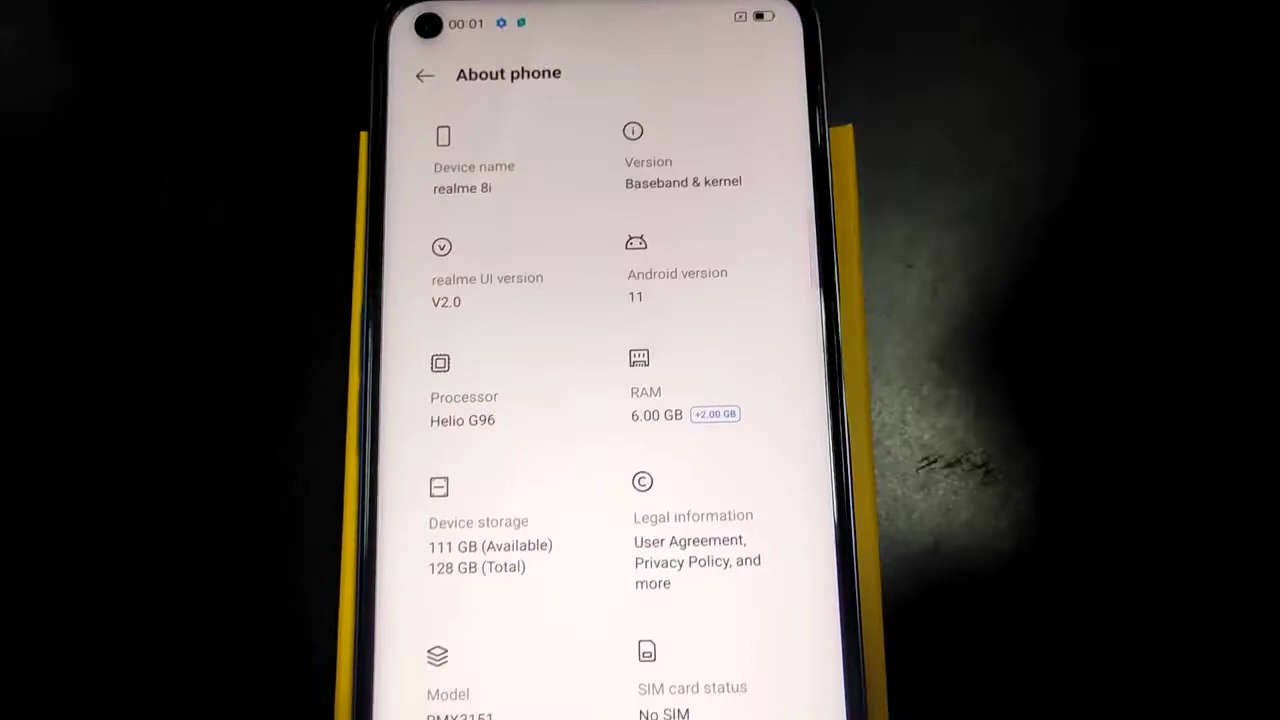 00:01
About phone
Device name
realme 8i
Version
Baseband & kernel
realme UI version
V2.0
Android version
11
Processor
Helio G96
RAM
6.00 GB +2.00 GB
Device storage
111 GB (Available)
128 GB (Total)
Legal information
User Agreement,
Privacy Policy, and
more
Model
RMX3151
SIM card status
No SIM